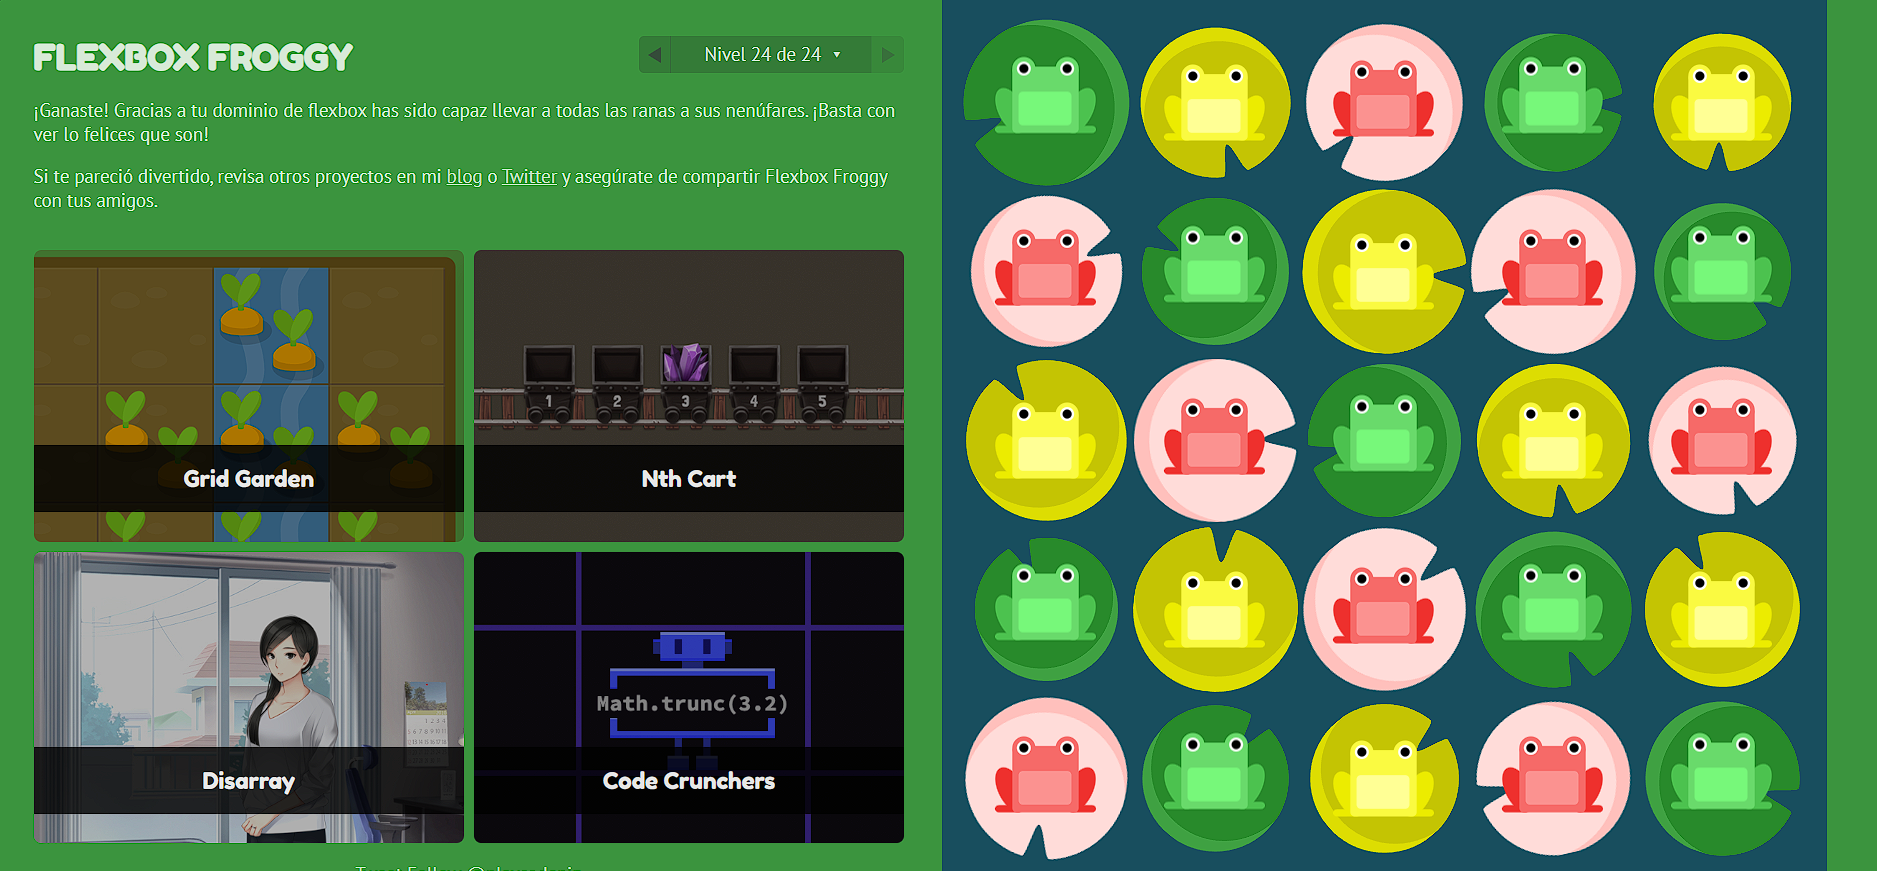 FLEXBOX FROGGY
Nivel 24 de 24
¡Ganaste! Gracias a tu dominio de flexbox has sido capaz llevar a todas las ranas a sus nenúfares. ¡Basta con
ver lo felices que son!
Si te pareció divertido, revisa otros proyectos en mi blog o Twitter y asegúrate de compartir Flexbox Froggy
con tus amigos.
Grid Garden
1 2 3 4 5
Nth Cart
Disarray
Math.trunc(3.2)
Code Crunchers